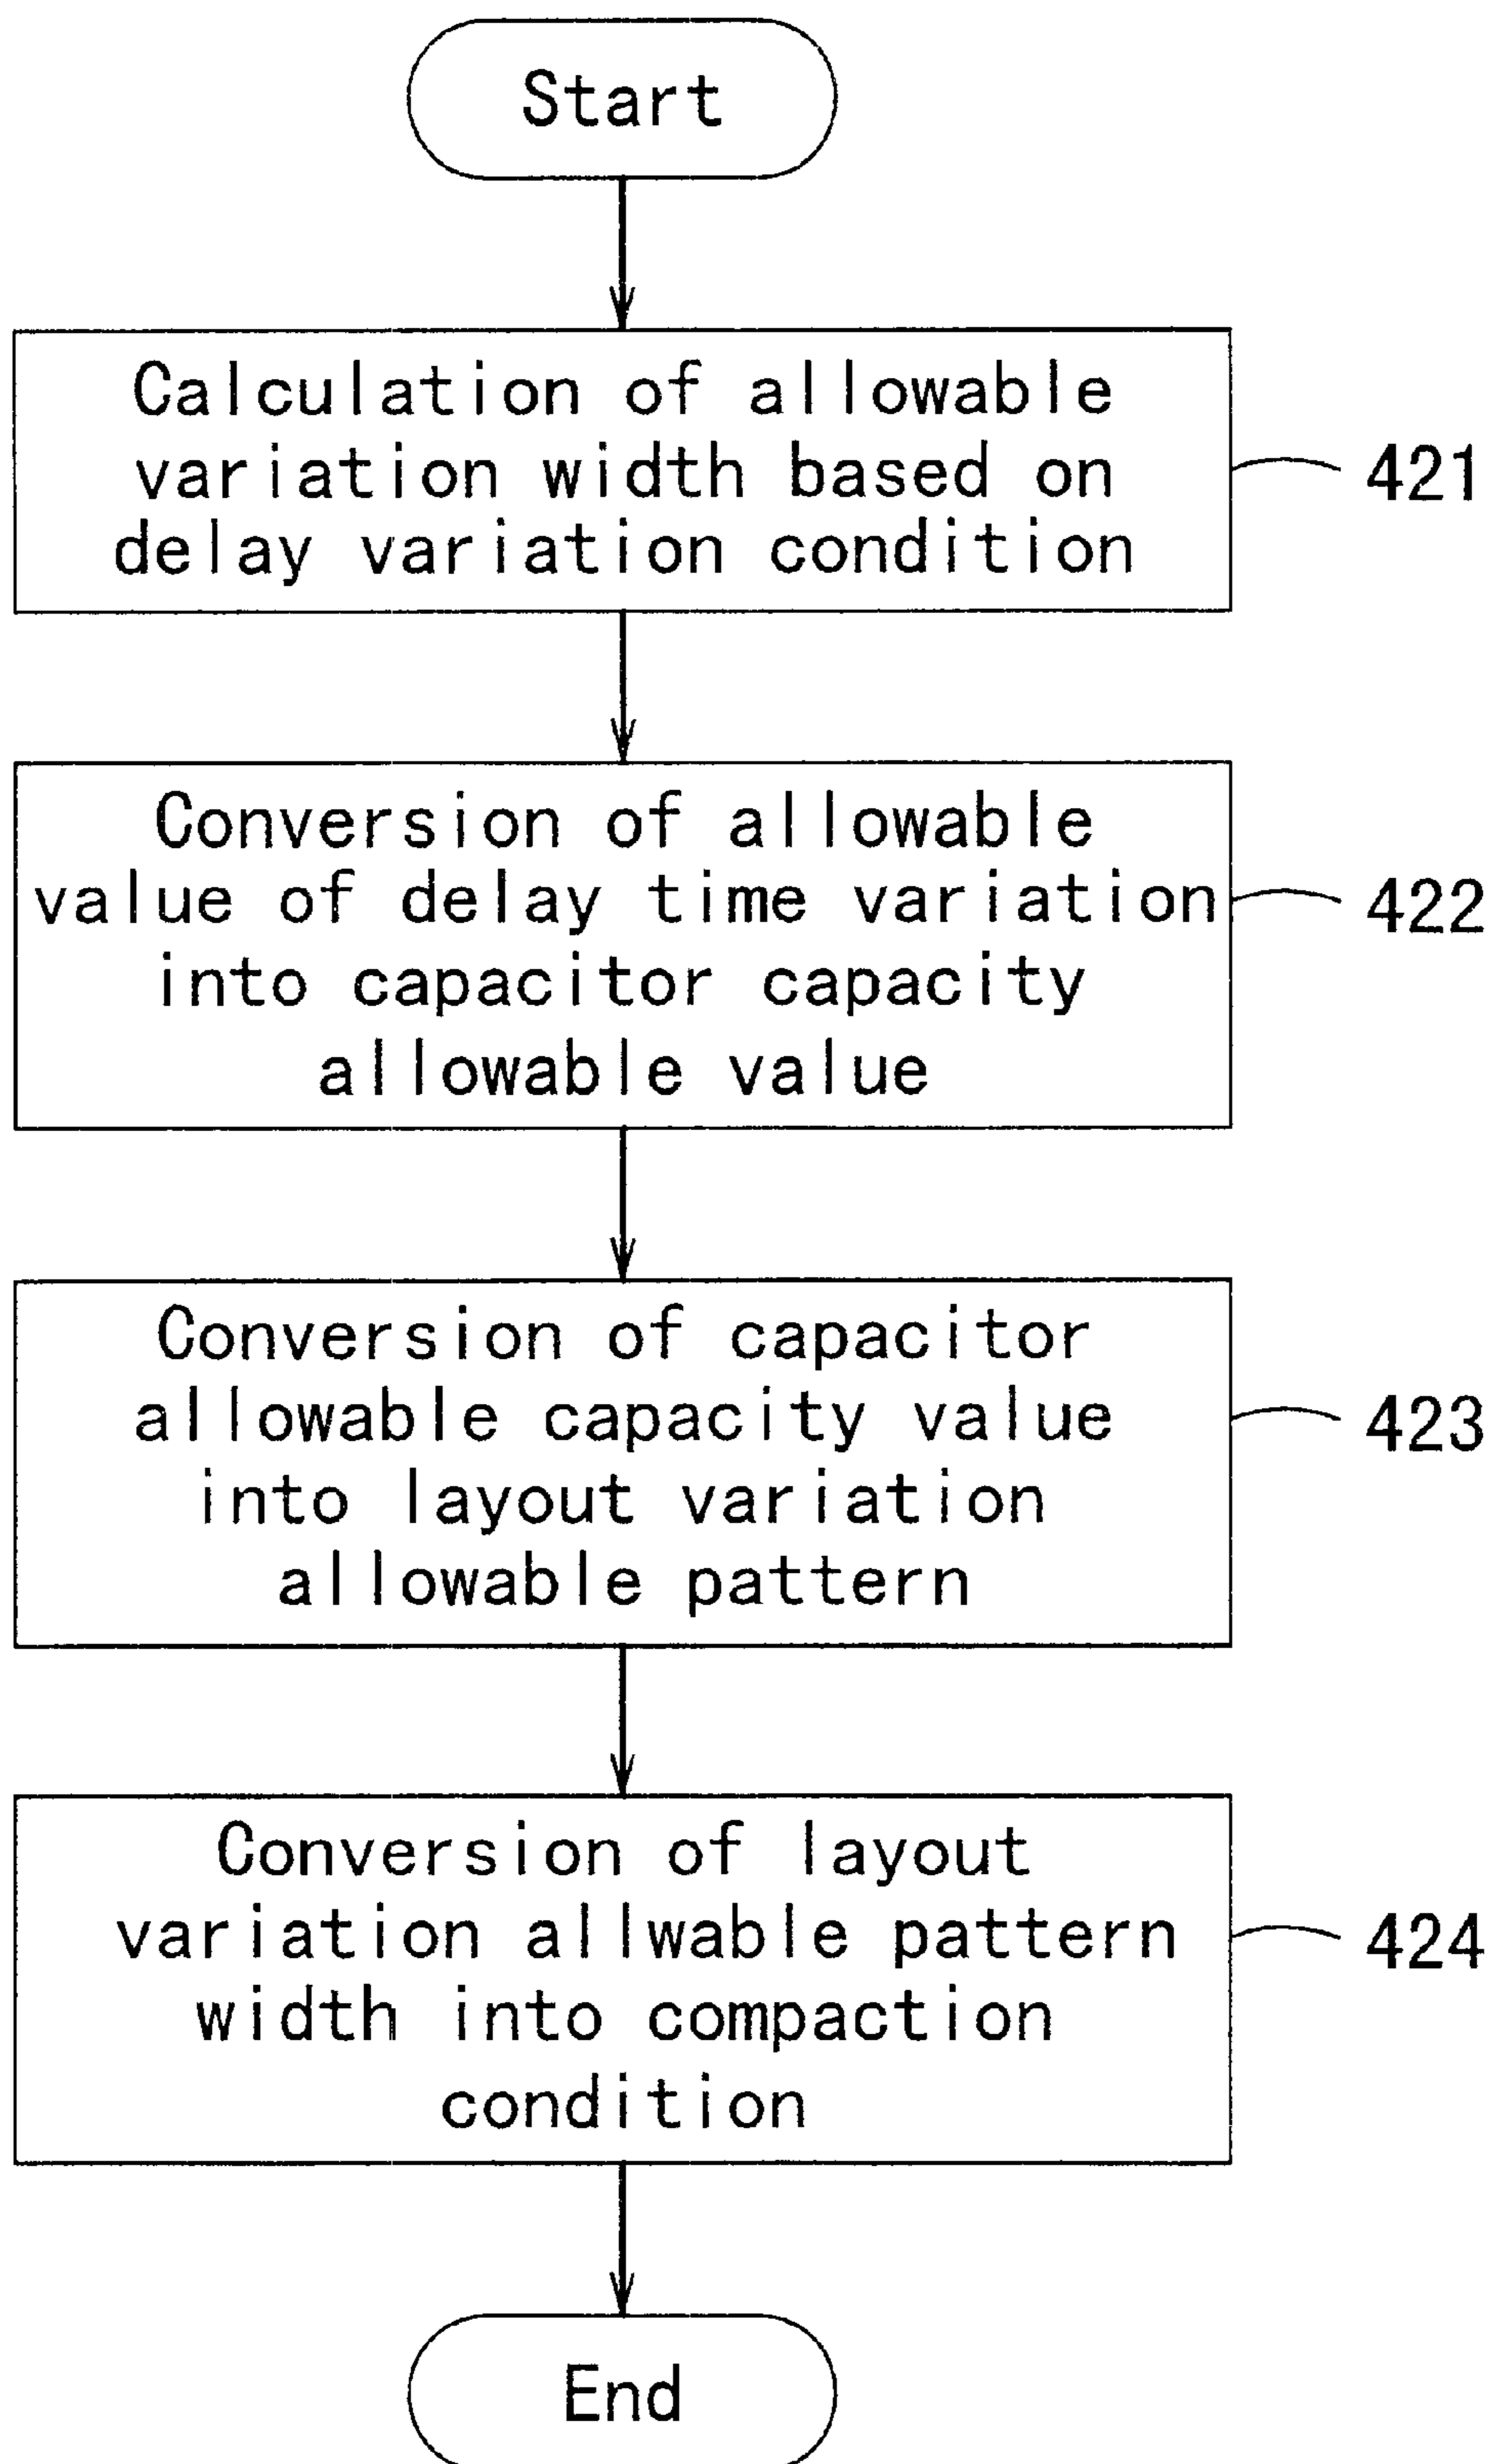 Start
Calculation of allowable
variation width based on
delay variation condition
421
Conversion of allowable
value of delay time variation
into capacitor capacity
allowable value
422
Conversion of capacitor
allowable capacity value
into layout variation
allowable pattern
423
Conversion of layout
variation allwable pattern
width into compaction
condition
424
End